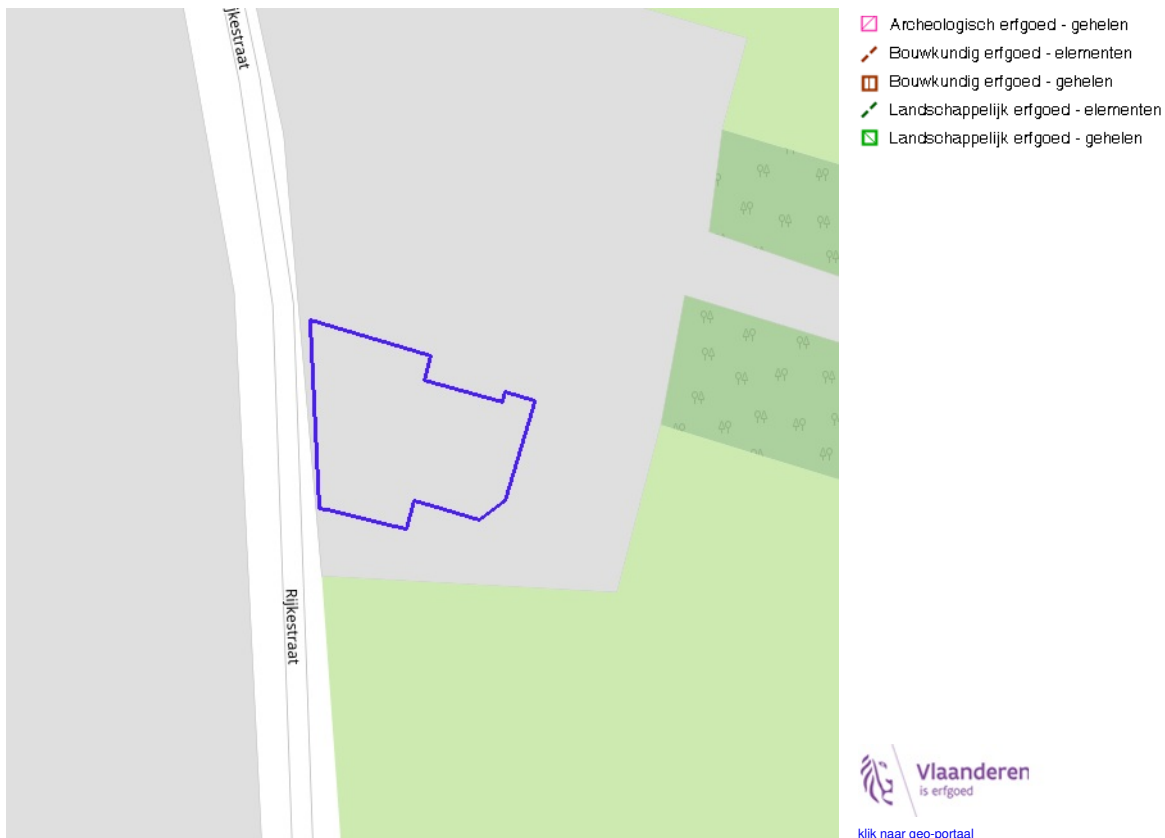 ijkestraat
Rijkestraat
Archeologisch erfgoed - gehelen
Bouwkundig erfgoed - elementen
Bouwkundig erfgoed - gehelen
Landschappelijk erfgoed - elementen
Landschappelijk erfgoed - gehelen
Vlaanderen
is erfgoed
klik naar geo-portaal